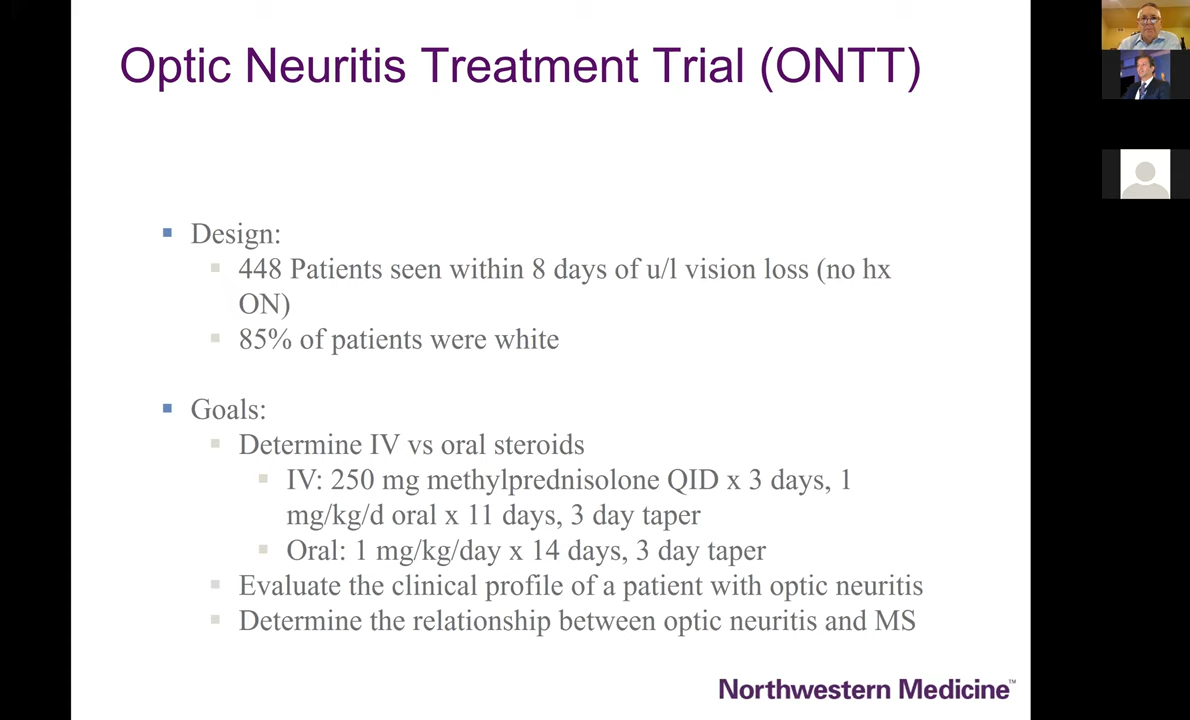 Optic Neuritis Treatment Trial (ONTT)
Design:
448 Patients seen within 8 days of u/l vision loss (no hx
ON)
85% of patients were white
Goals:
Determine IV vs oral steroids
IV: 250 mg methylprednisolone QID x 3 days, 1
mg/kg/d oral x 11 days, 3 day taper
Oral: 1 mg/kg/day x 14 days, 3 day taper
Evaluate the clinical profile of a patient with optic neuritis
Determine the relationship between optic neuritis and MS
Northwestern Medicine™